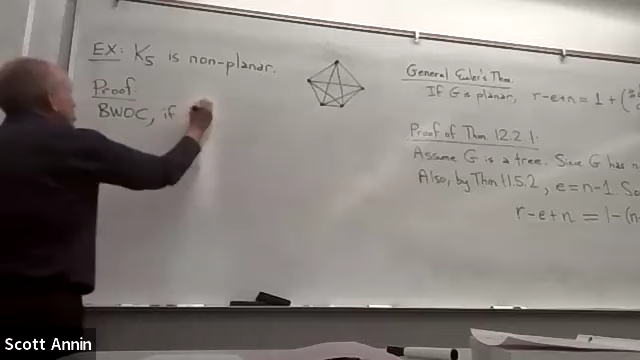 EX: K5 is non-planar.
Proof:
BWOC, if
General Euler's Thm:
If G is planar, r-e+n = 1 +
Proof of Thm 12.2.1:
Assume G is a tree. Since G has
Also, by Thm 11.5.2, e=n-1. So
r-e+n = 1-(n-
Scott Annin